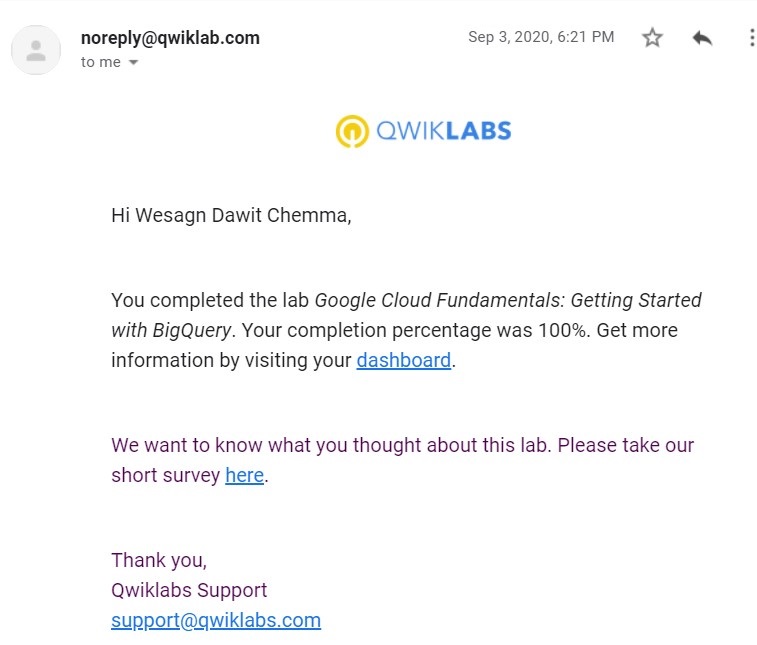 noreply@qwiklab.com
Sep 3, 2020, 6:21 PM
to me
QWIKLABS
Hi Wesagn Dawit Chemma,
You completed the lab Google Cloud Fundamentals: Getting Started
with BigQuery. Your completion percentage was 100%. Get more
information by visiting your dashboard.
We want to know what you thought about this lab. Please take our
short survey here.
Thank you,
Qwiklabs Support
support@qwiklabs.com